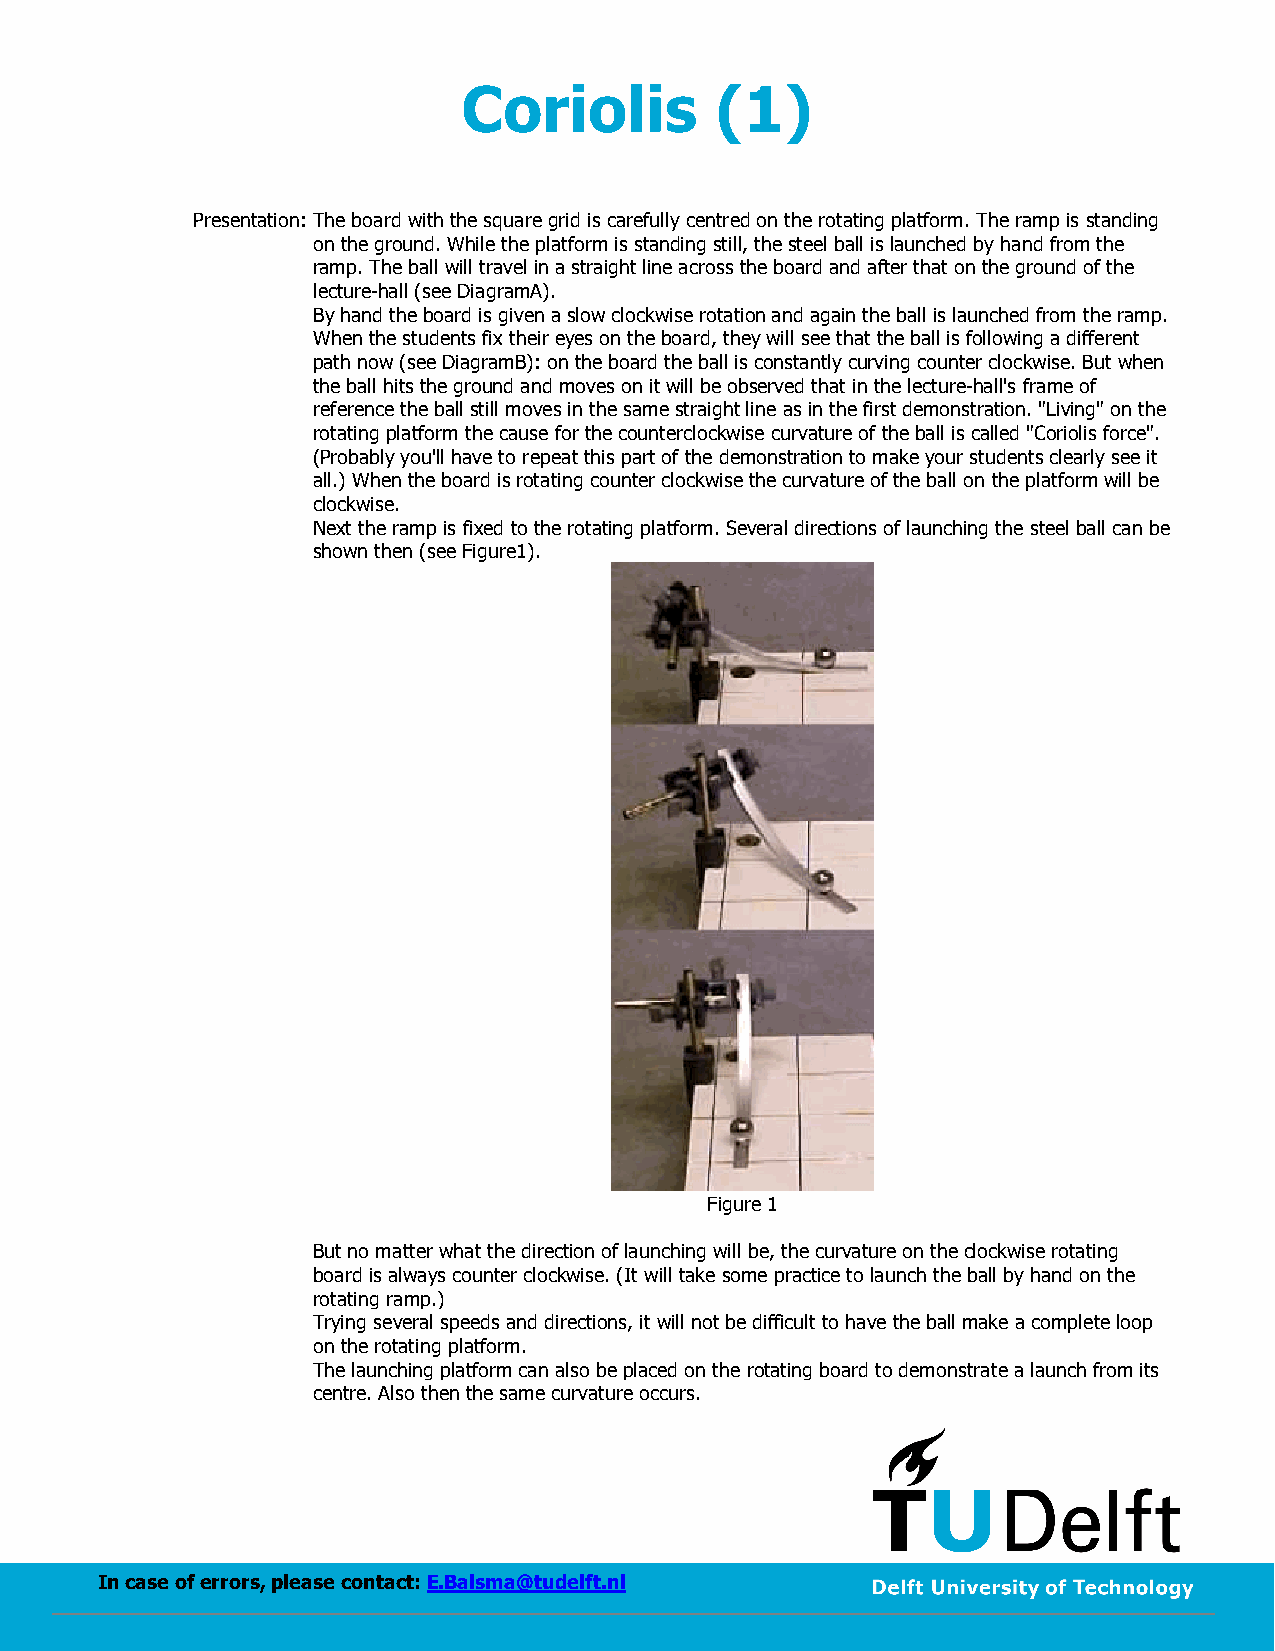 Coriolis (1)
Presentation: The board with the square grid is carefully centred on the rotating platform. The ramp is standing
on the ground. While the platform is standing still, the steel ball is launched by hand from the
ramp. The ball will travel in a straight line across the board and after that on the ground of the
lecture-hall (see DiagramA).
By hand the board is given a slow clockwise rotation and again the ball is launched from the ramp.
When the students fix their eyes on the board, they will see that the ball is following a different
path now (see DiagramB): on the board the ball is constantly curving counter clockwise. But when
the ball hits the ground and moves on it will be observed that in the lecture-hall's frame of
reference the ball still moves in the same straight line as in the first demonstration. "Living" on the
rotating platform the cause for the counterclockwise curvature of the ball is called "Coriolis force".
(Probably you'll have to repeat this part of the demonstration to make your students clearly see it
all.) When the board is rotating counter clockwise the curvature of the ball on the platform will be
clockwise.
Next the ramp is fixed to the rotating platform. Several directions of launching the steel ball can be
shown then (see Figure1).
Figure 1
But no matter what the direction of launching will be, the curvature on the clockwise rotating
board is always counter clockwise. (It will take some practice to launch the ball by hand on the
rotating ramp.)
Trying several speeds and directions, it will not be difficult to have the ball make a complete loop
on the rotating platform.
The launching platform can also be placed on the rotating board to demonstrate a launch from its
centre. Also then the same curvature occurs.
TUDelft
In case of errors, please contact: E.Balsma@tudelft.nl
Delft University of Technology